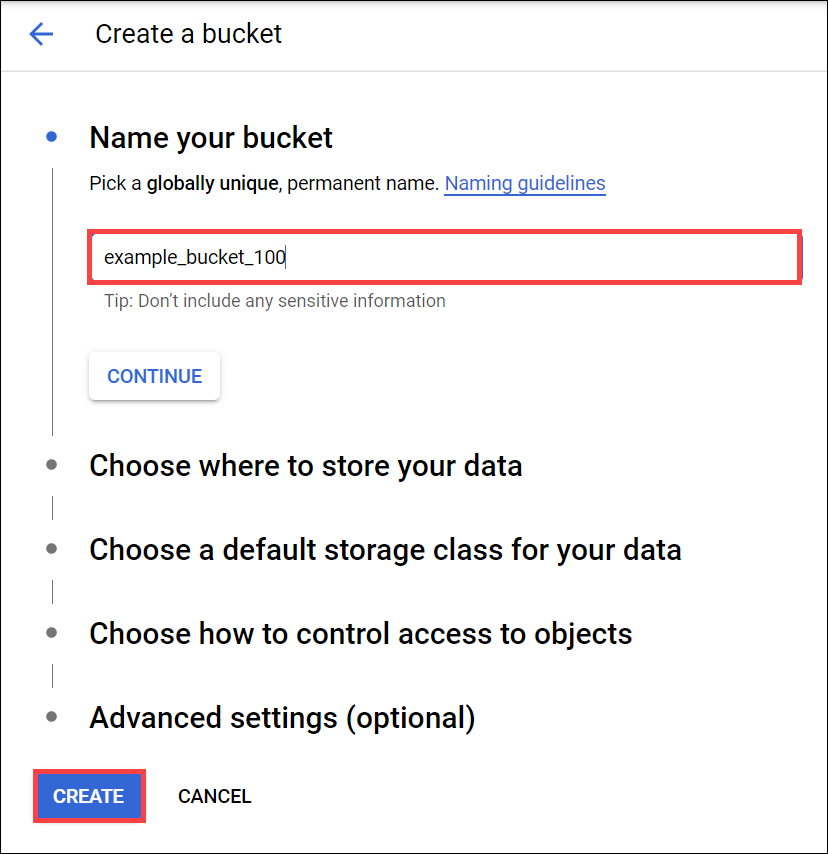 Create a bucket
Name your bucket
Pick a globally unique, permanent name. Naming guidelines
example_bucket_100
Tip: Don’t include any sensitive information
CONTINUE
Choose where to store your data
Choose a default storage class for your data
Choose how to control access to objects
Advanced settings (optional)
CREATE CANCEL